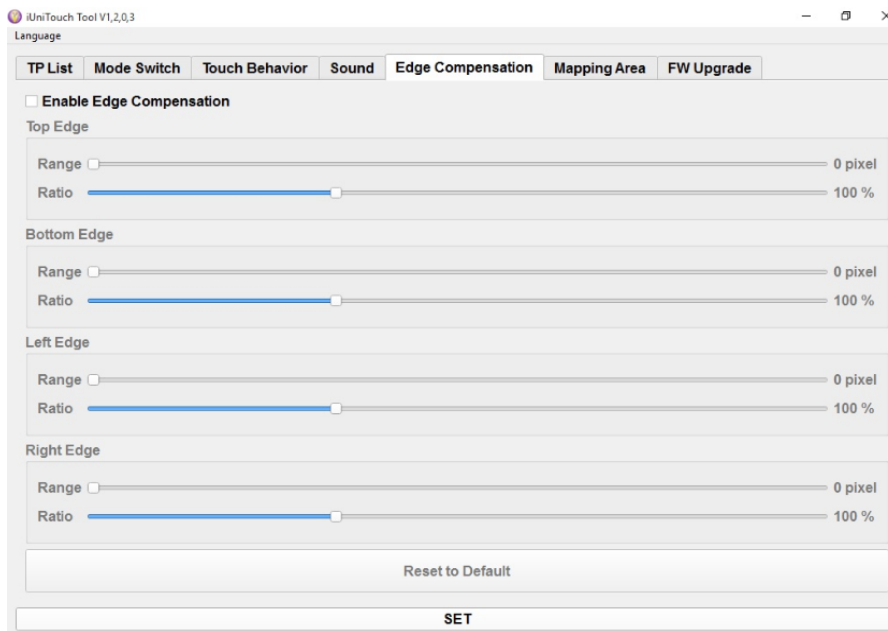 iUniTouch Tool V1,2,0,3
Language
TP List Mode Switch Touch Behavior Sound Edge Compensation Mapping Area FW Upgrade
Enable Edge Compensation
Top Edge
Range 0 pixel
Ratio 100 %
Bottom Edge
Range 0 pixel
Ratio 100 %
Left Edge
Range 0 pixel
Ratio 100 %
Right Edge
Range 0 pixel
Ratio 100 %
Reset to Default
SET